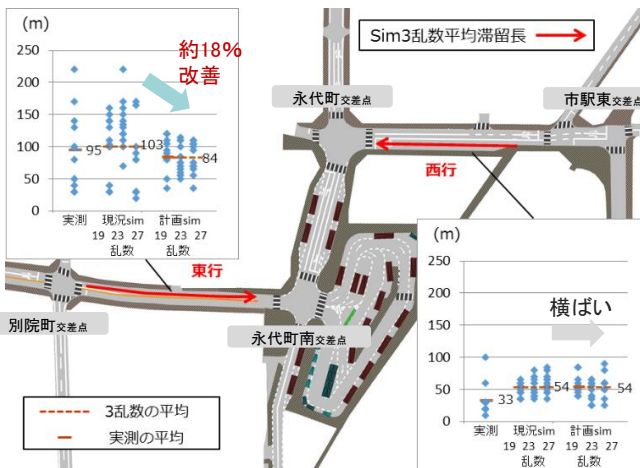 (m)
250
200
150
100
50
0
約18%
改善
95
103
84
実測 現況sim 計画sim
19 23 27 19 23 27
乱数 乱数
Sim3乱数平均滞留長
永代町交差点
市駅東交差点
西行
東行
別院町交差点
永代町南交差点
(m)
250
200
150
100
50
0
横ばい
33
54
54
実測 現況sim 計画sim
19 23 27 19 23 27
乱数 乱数
3乱数の平均
実測の平均